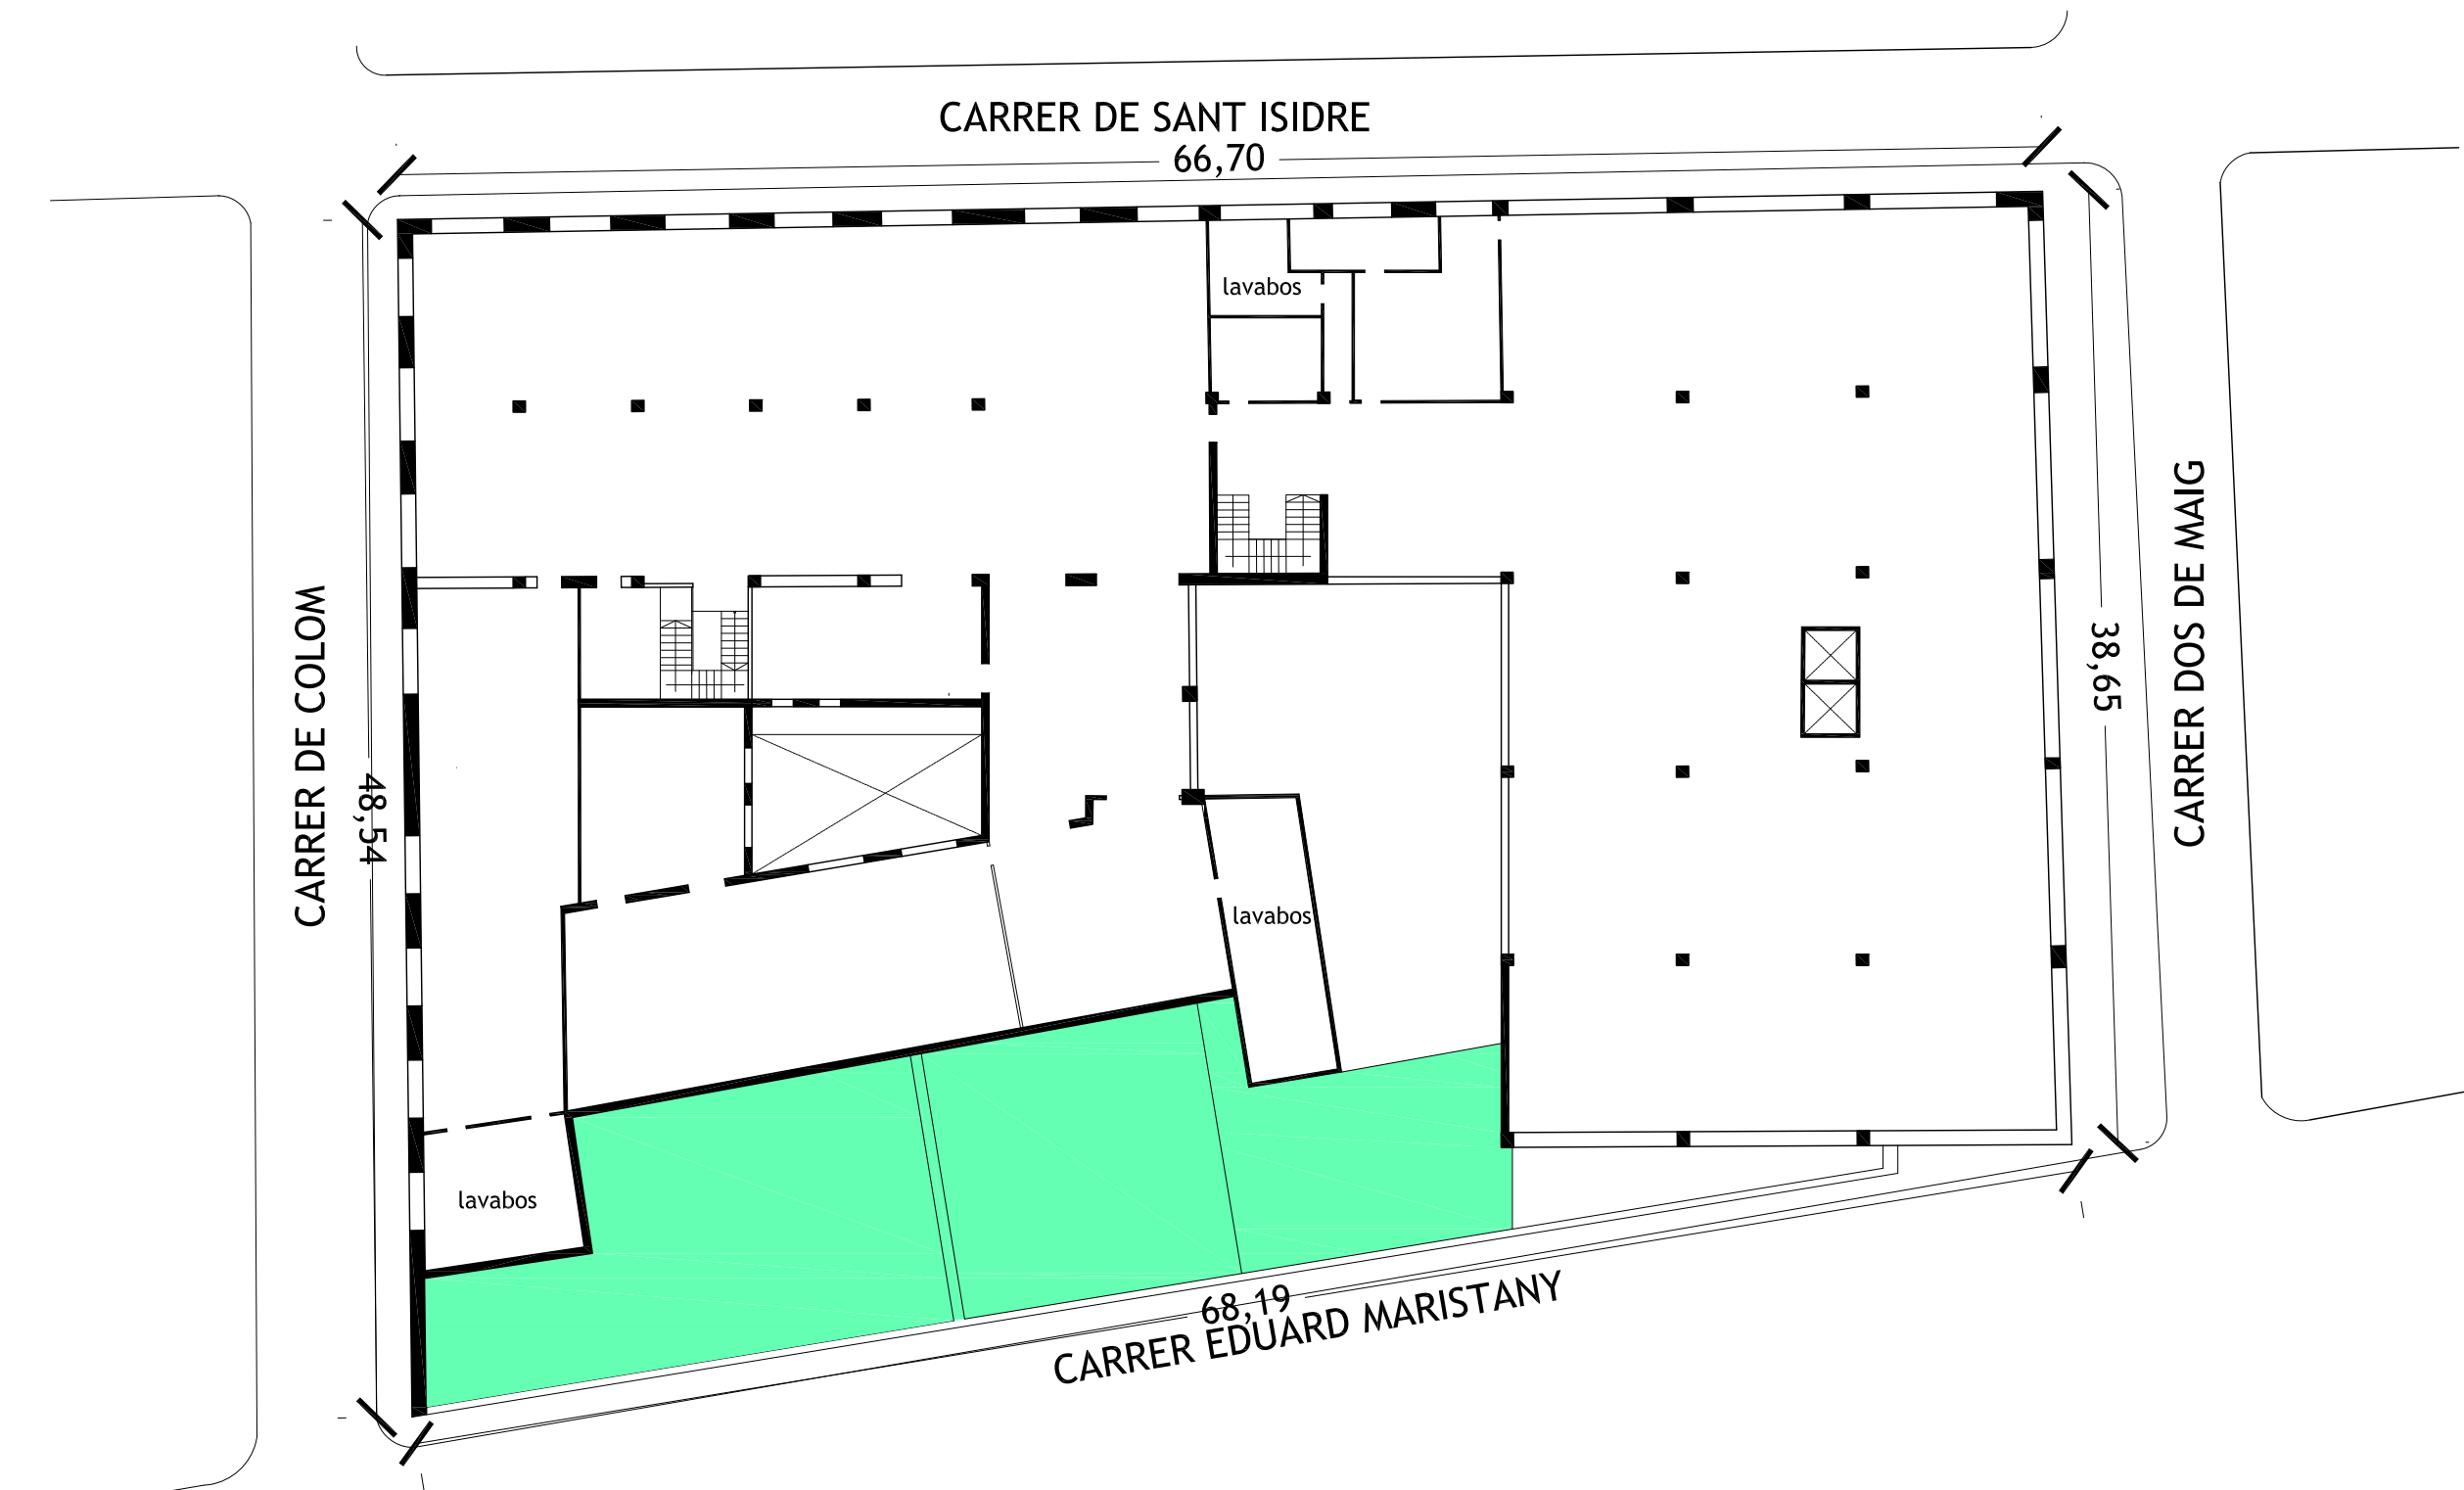 CARRER DE SANT ISIDRE
66,70
lavabos
CARRER DE COLOM
48,54
38,65
CARRER DOS DE MAIG
lavabos
lavabos
68,19
CARRER EDUARD MARISTANY